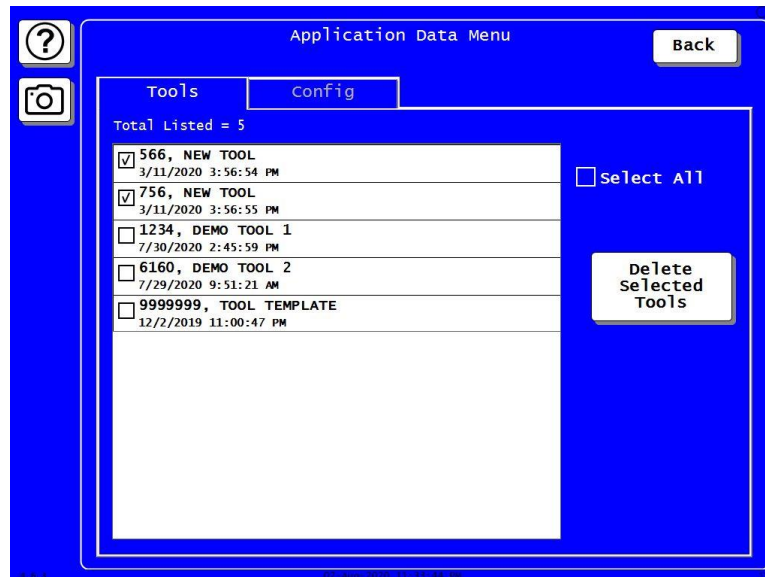 ?
Application Data Menu
Back
Tools
Config
Total Listed = 5
566, NEW TOOL
3/11/2020 3:56:54 PM
756, NEW TOOL
3/11/2020 3:56:55 PM
1234, DEMO TOOL 1
7/30/2020 2:45:59 PM
6160, DEMO TOOL 2
7/29/2020 9:51:21 AM
9999999, TOOL TEMPLATE
12/2/2019 11:00:47 PM
Select All
Delete
Selected
Tools